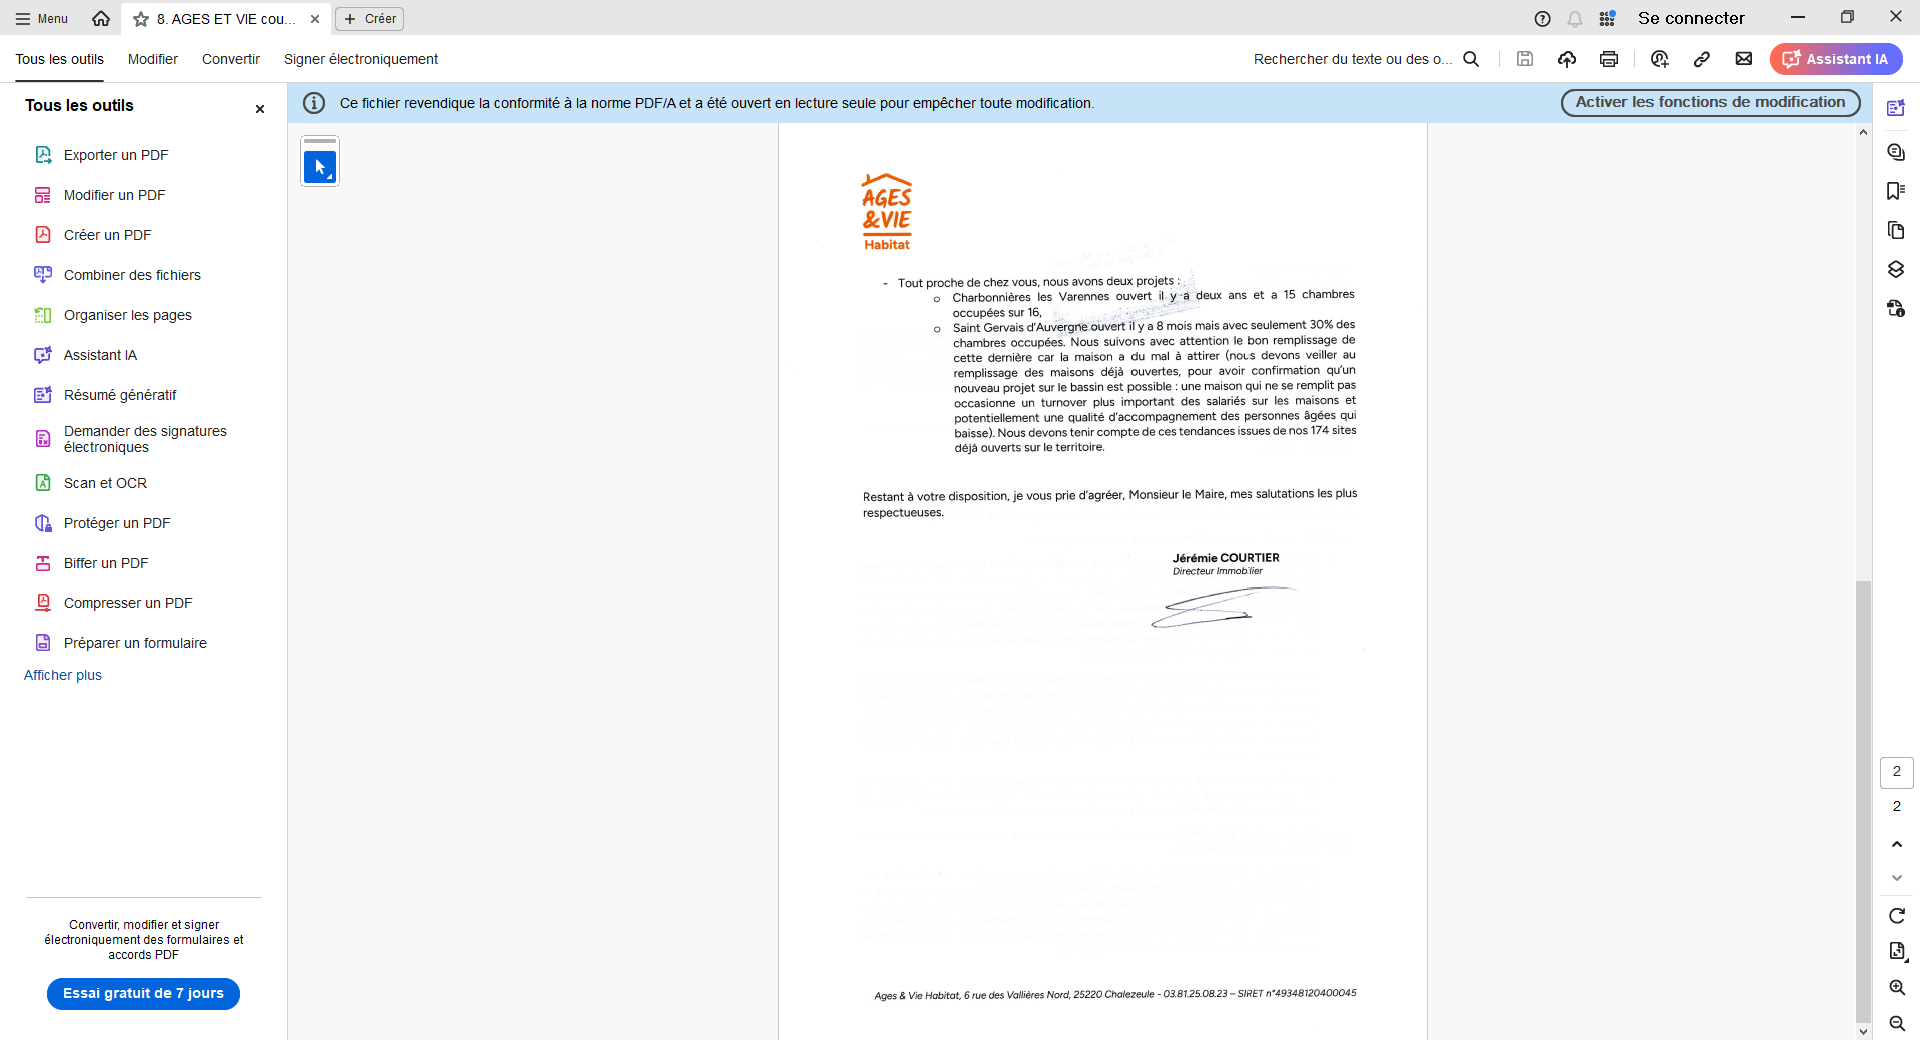 Menu
8. AGES ET VIE cou...
Créer
Se connecter
Tous les outils
Modifier
Convertir
Signer électroniquement
Rechercher du texte ou des o...
Assistant IA
Tous les outils
Exporter un PDF
Modifier un PDF
Créer un PDF
Combiner des fichiers
Organiser les pages
Assistant IA
Résumé génératif
Demander des signatures
électroniques
Scan et OCR
Protéger un PDF
Biffer un PDF
Compresser un PDF
Préparer un formulaire
Afficher plus
Convertir, modifier et signer
électroniquement des formulaires et
accords PDF
Essai gratuit de 7 jours
Ce fichier revendique la conformité à la norme PDF/A et a été ouvert en lecture seule pour empêcher toute modification.
Activer les fonctions de modification
AGES
&VIE
Habitat
- Tout proche de chez vous, nous avons deux projets :
o Charbonnières les Varennes ouvert il y a deux ans et a 15 chambres
occupées sur 16,
o Saint Gervais d'Auvergne ouvert il y a 8 mois mais avec seulement 30% des
chambres occupées. Nous suivons avec attention le bon remplissage de
cette dernière car la maison a du mal à attirer (nous devons veiller au
remplissage des maisons déjà ouvertes, pour avoir confirmation qu'un
nouveau projet sur le bassin est possible : une maison qui ne se remplit pas
occasionne un turnover plus important des salariés sur les maisons et
potentiellement une qualité d'accompagnement des personnes âgées qui
baisse). Nous devons tenir compte de ces tendances issues de nos 174 sites
déjà ouverts sur le territoire.
Restant à votre disposition, je vous prie d'agréer, Monsieur le Maire, mes salutations les plus
respectueuses.
Jérémie COURTIER
Directeur Immobilier
Ages & Vie Habitat, 6 rue des Vallières Nord, 25220 Chalezeule - 03.81.25.08.23 – SIRET n°49348120400045
2
2